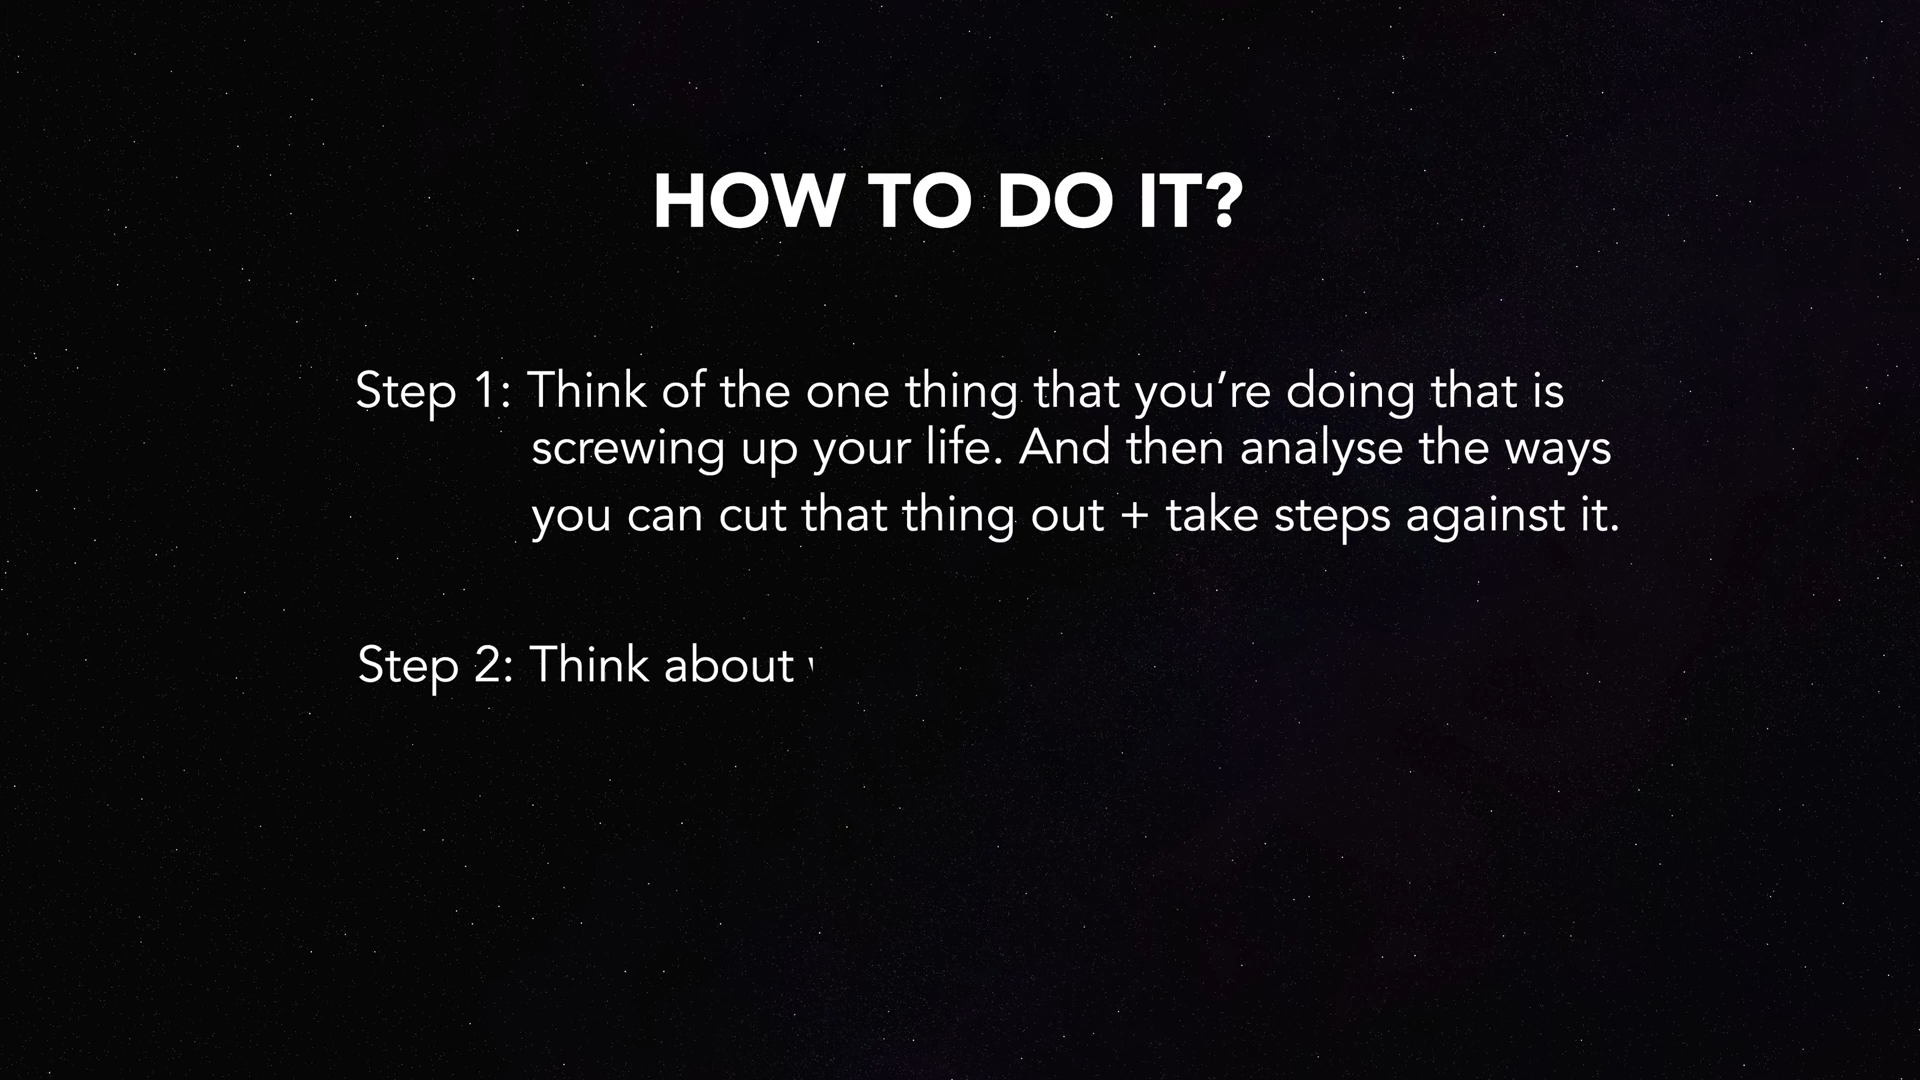 HOW TO DO IT?
Step 1: Think of the one thing that you’re doing that is
screwing up your life. And then analyse the ways
you can cut that thing out + take steps against it.
Step 2: Think about